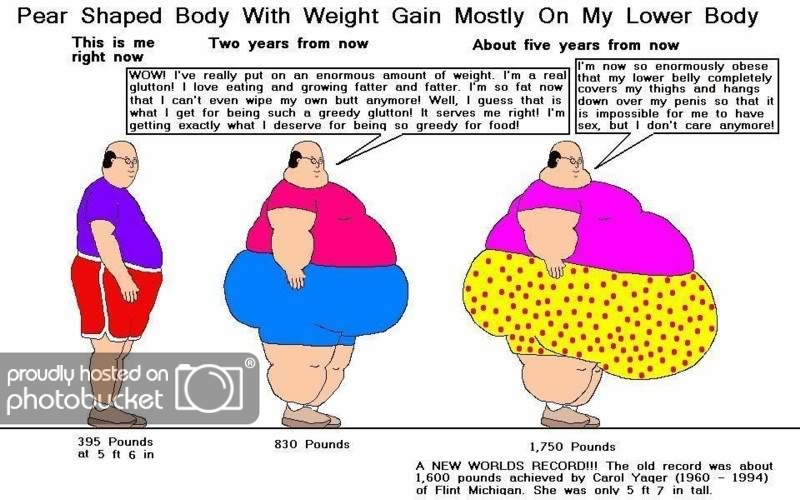 Pear Shaped Body With Weight Gain Mostly On My Lower Body
This is me
right now
Two years from now
About five years from now
WOW! I've really put on an enormous amount of weight. I'm a real
glutton! I love eating and growing fatter and fatter. I'm so fat now
that I can't even wipe my own butt anymore! Well, I guess that is
what I get for being such a greedy glutton! It serves me right! I'm
getting exactly what I deserve for being so greedy for food!
I'm now so enormously obese
that my lower belly completely
covers my thighs and hangs
down over my penis so that it
is impossible for me to have
sex, but I don't care anymore!
proudly hosted on
photobucket
®
395 Pounds
at 5 ft 6 in
830 Pounds
1,750 Pounds
A NEW WORLDS RECORD!!! The old record was about
1,600 pounds achieved by Carol Yager (1960 - 1994)
of Flint Michigan. She was only 5 ft 7 in tall.